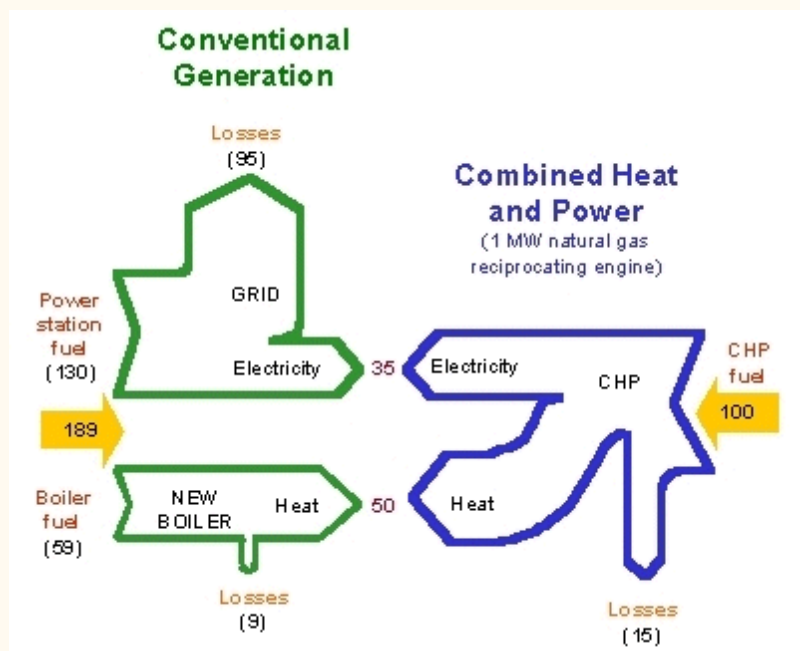 Conventional
Generation
Losses
(95)
Combined Heat
and Power
(1 MW natural gas
reciprocating engine)
GRID
Power
station
fuel
(130)
Electricity
35
Electricity
CHP
CHP
fuel
189
100
Boiler
fuel
(59)
NEW
BOILER
Heat
50
Heat
Losses
(9)
Losses
(15)